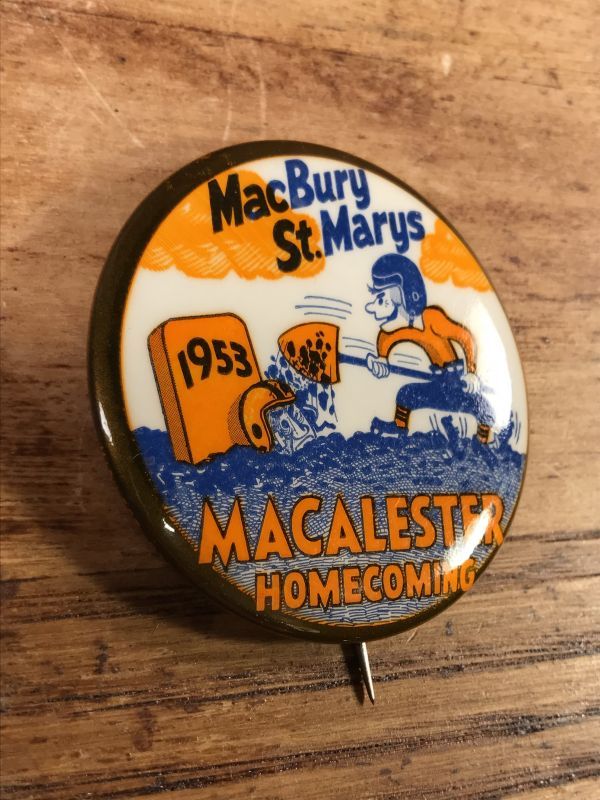 MacBury
St.Marys
1953
MACALESTER
HOMECOMING